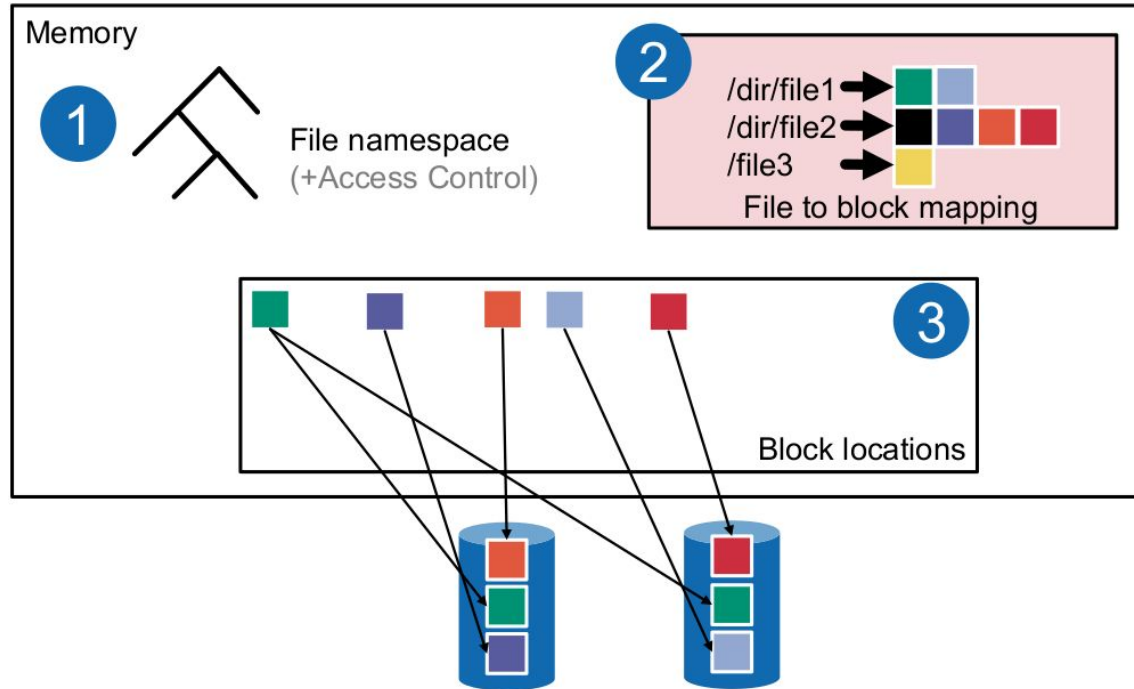 Memory
1
File namespace
(+Access Control)
2
/dir/file1
/dir/file2
/file3
File to block mapping
3
Block locations